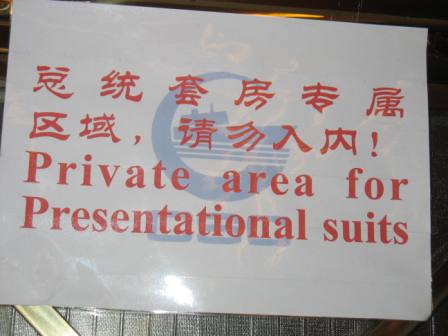 总统套房专属
区域，请勿入内！
Private area for
Presentational suits